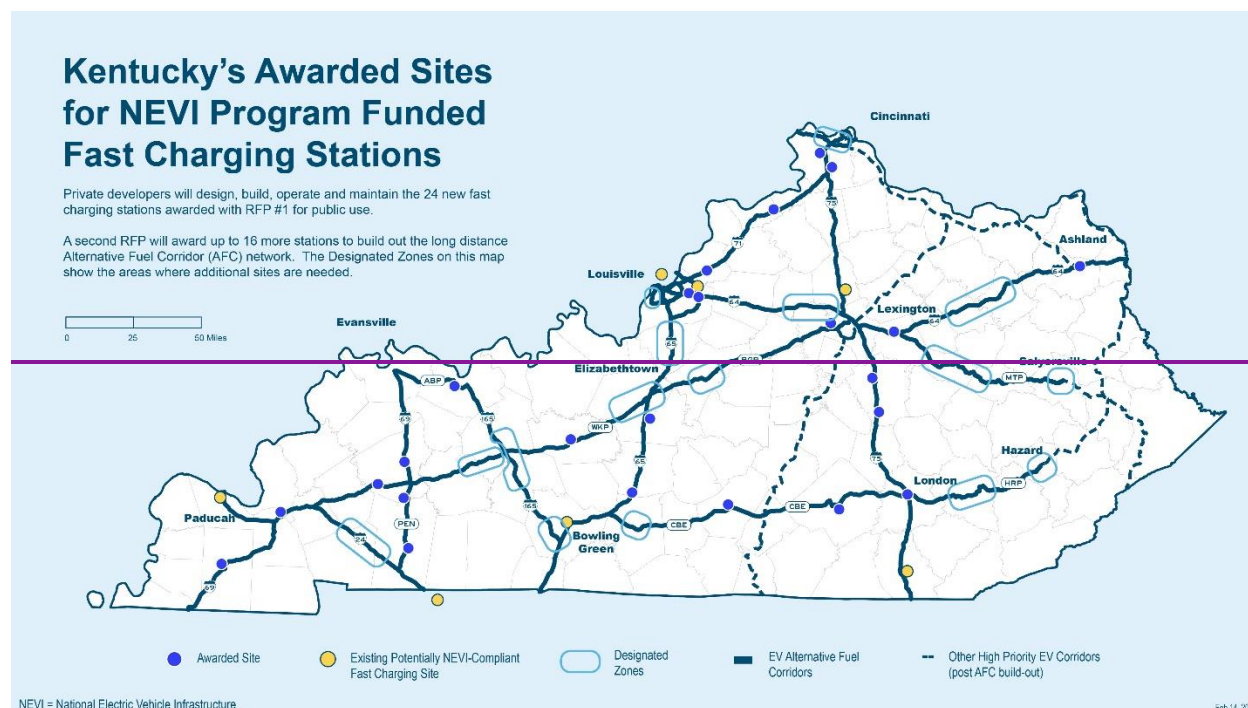 Kentucky's Awarded Sites
for NEVI Program Funded
Fast Charging Stations
Private developers will design, build, operate and maintain the 24 new fast
charging stations awarded with RFP #1 for public use.
A second RFP will award up to 16 more stations to build out the long distance
Alternative Fuel Corridor (AFC) network. The Designated Zones on this map
show the areas where additional sites are needed.
0 25 50 Miles
Cincinnati
75
71
Ashland
64
Louisville
64
Lexington
64
Evansville
65
Elizabethtown
MTP
ABP
69
165
WKP
65
75
Hazard
HRP
London
Paducah
165
CBE
CBE
PEN
Bowling
Green
24
69
Awarded Site
Existing Potentially NEVI-Compliant
Fast Charging Site
Designated
Zones
EV Alternative Fuel
Corridors
Other High Priority EV Corridors
(post AFC build-out)
NEVI = National Electric Vehicle Infrastructure